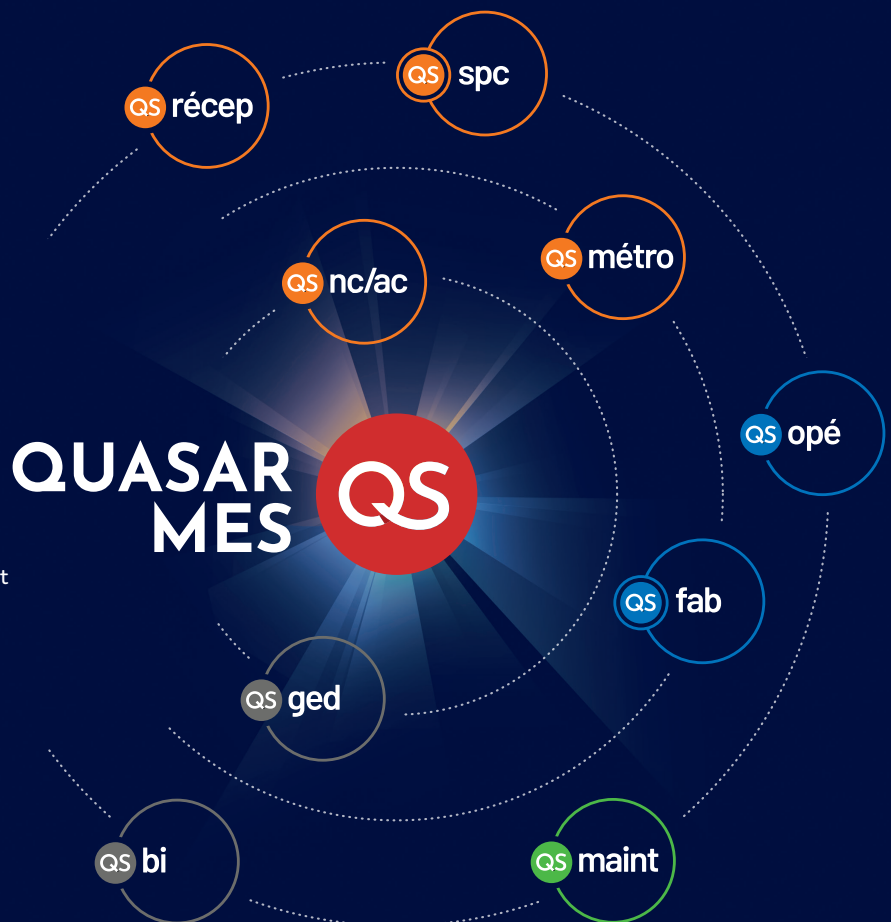 QS spc
QS récep
QS métro
QS nc/ac
QS opé
QUASAR
MES
QS
t
QS fab
QS ged
QS bi
QS maint